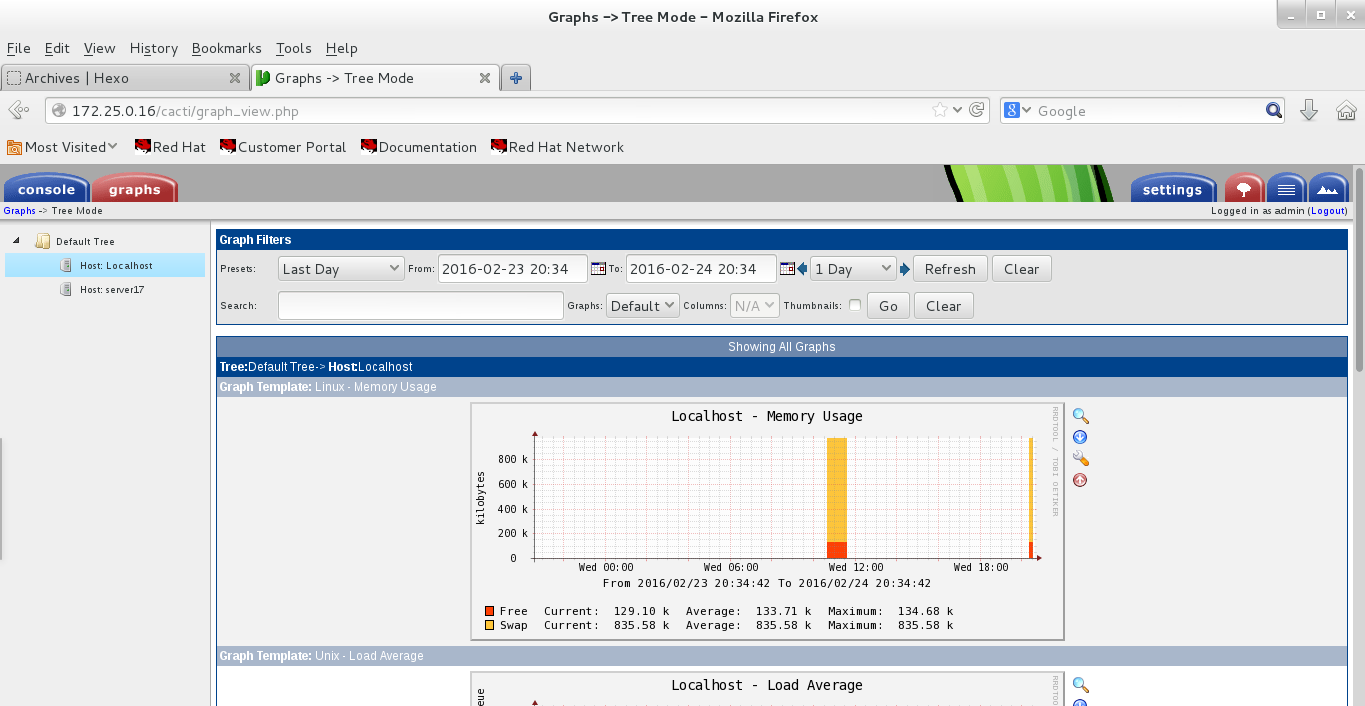 Graphs -> Tree Mode - Mozilla Firefox
File Edit View History Bookmarks Tools Help
Archives | Hexo
Graphs -> Tree Mode
172.25.0.16/cacti/graph_view.php
8 Google
Most Visited Red Hat Customer Portal Documentation Red Hat Network
console graphs settings
Graphs -> Tree Mode
Logged in as admin (Logout)
Default Tree
Host: Localhost
Host: server17
Graph Filters
Presets: Last Day From: 2016-02-23 20:34 To: 2016-02-24 20:34 1 Day Refresh Clear
Search: Graphs: Default Columns: N/A Thumbnails: Go Clear
Showing All Graphs
Tree:Default Tree-> Host:Localhost
Graph Template: Linux - Memory Usage
Localhost - Memory Usage
RRDTOOL / TOBI OETIKER
kilobytes
800 k
600 k
400 k
200 k
0
Wed 00:00 Wed 06:00 Wed 12:00 Wed 18:00
From 2016/02/23 20:34:42 To 2016/02/24 20:34:42
Free Current: 129.10 k Average: 133.71 k Maximum: 134.68 k
Swap Current: 835.58 k Average: 835.58 k Maximum: 835.58 k
Graph Template: Unix - Load Average
Localhost - Load Average